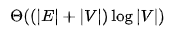 Θ((|E| + |V|) log |V|)